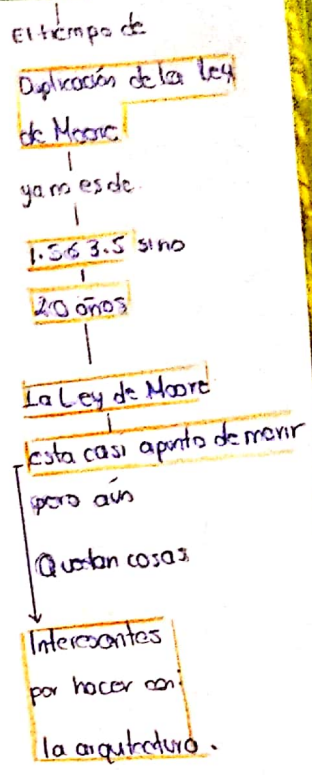 El tiempo de
Duplicación de la ley
de Moore
ya no es de
1.5 ó 3.5 sino
20 años
La Ley de Moore
esta casi apunto de morir
pero aún
Quedan cosas
Interesantes
por hacer con
la arquitectura.